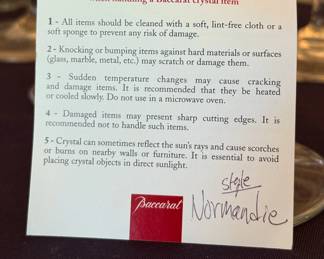 when handling a Baccarat Crystal item
1 - All items should be cleaned with a soft, lint-free cloth or a
soft sponge to prevent any risk of damage.
2 - Knocking or bumping items against hard materials or surfaces
(glass, marble, metal, etc.) may scratch or damage them.
3 - Sudden temperature changes may cause cracking
and damage items. It is recommended that they be heated
or cooled slowly. Do not use in a microwave oven.
4 - Damaged items may present sharp cutting edges. It is
recommended not to handle such items.
5 - Crystal can sometimes reflect the sun's rays and cause scorches
or burns on nearby walls or furniture. It is essential to avoid
placing crystal objects in direct sunlight.
style
Baccarat
Normandie